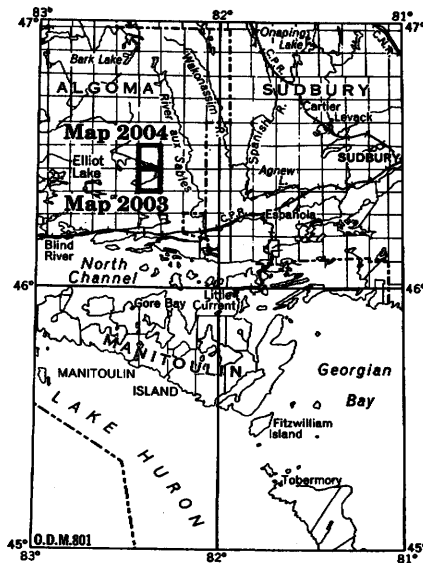 83° 82° 81°
47° 47°
Onaping
Lake
C.N.R.
Bark Lake
C.P.R.
Wakonassin R.
ALGOMA
SUDBURY
River aux Sables
Spanish R.
Cartier
Levack
Map 2004
Elliot
Lake
SUDBURY
Agnew
Map 2003
C.P.R.
Espanola
Blind
River
North
Channel
46° 46°
Little
Current
Gore Bay
MANITOULIN
Georgian
Bay
MANITOULIN
ISLAND
LAKE HURON
Fitzwilliam
Island
Tobermory
O.D.M.801
45° 45°
83° 82° 81°